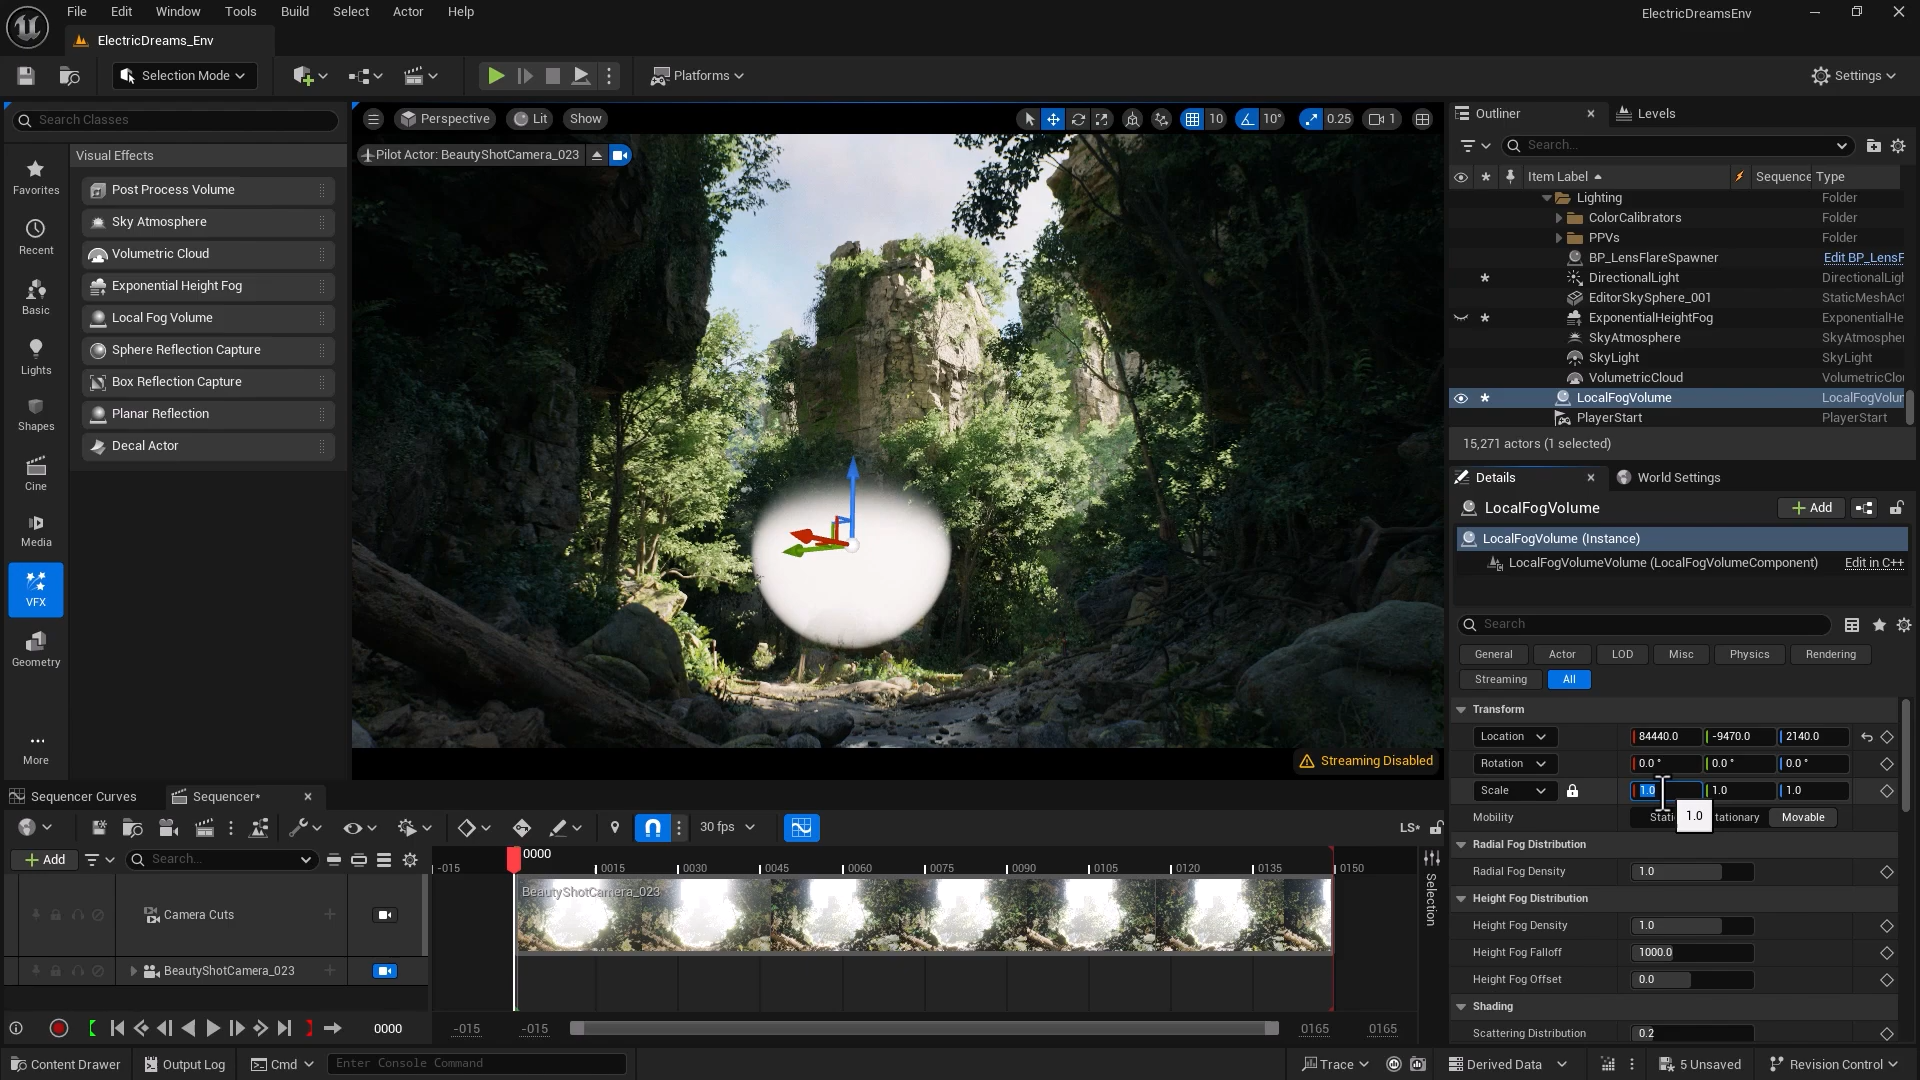 File Edit Window Tools Build Select Actor Help
ElectricDreamsEnv
ElectricDreams_Env
Selection Mode
Platforms
Settings
Search Classes
Favorites
Recent
Basic
Lights
Shapes
Cine
Media
VFX
Geometry
More
Visual Effects
Post Process Volume
Sky Atmosphere
Volumetric Cloud
Exponential Height Fog
Local Fog Volume
Sphere Reflection Capture
Box Reflection Capture
Planar Reflection
Decal Actor
Perspective Lit Show
10 10° 0.25 1
Pilot Actor: BeautyShotCamera_023
Streaming Disabled
Outliner Levels
Search...
Item Label Sequence Type
Lighting Folder
ColorCalibrators Folder
PPVs Folder
BP_LensFlareSpawner Edit BP_LensF
DirectionalLight DirectionalLigh
EditorSkySphere_001 StaticMeshAct
ExponentialHeightFog ExponentialHe
SkyAtmosphere SkyAtmospher
SkyLight SkyLight
VolumetricCloud VolumetricClou
LocalFogVolume LocalFogVolum
PlayerStart PlayerStart
15,271 actors (1 selected)
Details World Settings
LocalFogVolume Add
LocalFogVolume (Instance)
LocalFogVolumeVolume (LocalFogVolumeComponent) Edit in C++
Search
General Actor LOD Misc Physics Rendering
Streaming All
Transform
Location 84440.0 -9470.0 2140.0
Rotation 0.0 ° 0.0 ° 0.0 °
Scale 1.0 1.0 1.0
Mobility Stati tationary Movable
1.0
Radial Fog Distribution
Radial Fog Density 1.0
Height Fog Distribution
Height Fog Density 1.0
Height Fog Falloff 1000.0
Height Fog Offset 0.0
Shading
Scattering Distribution 0.2
Sequencer Curves Sequencer*
30 fps
LS*
Add Search...
0000
-015 0015 0030 0045 0060 0075 0090 0105 0120 0135 0150
Camera Cuts
BeautyShotCamera_023
BeautyShotCamera_023
Selection
0000 -015 -015 0165 0165
Content Drawer Output Log Cmd Enter Console Command Trace Derived Data 5 Unsaved Revision Control